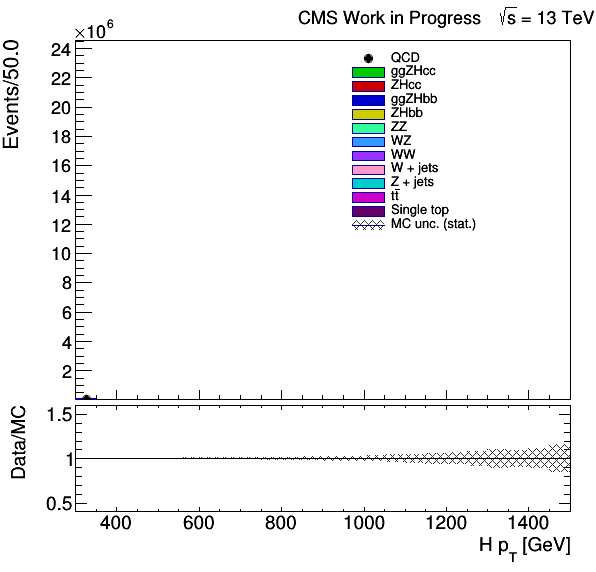 CMS Work in Progress √s = 13 TeV
×10⁶
Events/50.0
24
22
20
18
16
14
12
10
8
6
4
2
QCD
ggZHcc
ZHcc
ggZHbb
ZHbb
ZZ
WZ
WW
W + jets
Z + jets
tt̄
Single top
MC unc. (stat.)
Data/MC
1.5
1
0.5
400 600 800 1000 1200 1400
H p_T [GeV]